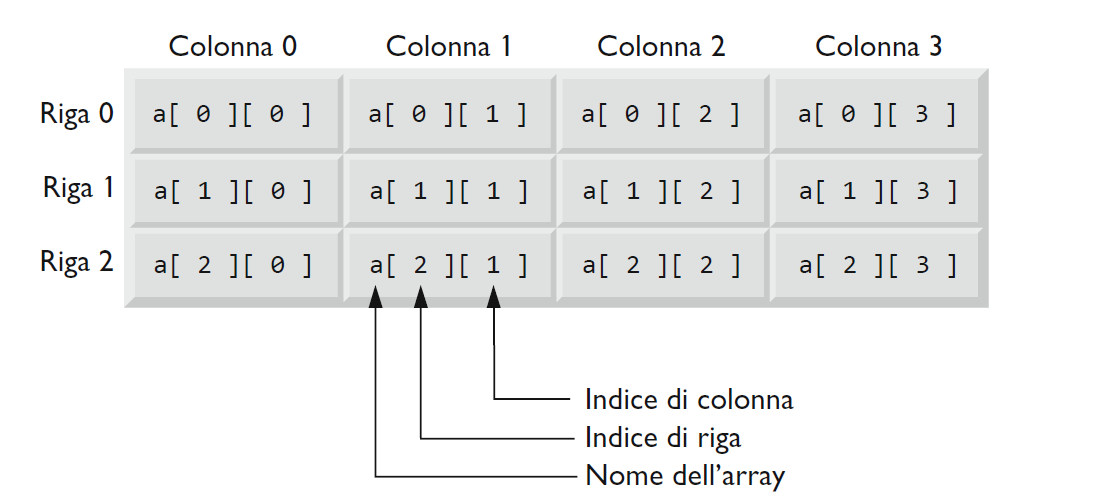 Colonna 0 Colonna 1 Colonna 2 Colonna 3
Riga 0 a[ 0 ][ 0 ] a[ 0 ][ 1 ] a[ 0 ][ 2 ] a[ 0 ][ 3 ]
Riga 1 a[ 1 ][ 0 ] a[ 1 ][ 1 ] a[ 1 ][ 2 ] a[ 1 ][ 3 ]
Riga 2 a[ 2 ][ 0 ] a[ 2 ][ 1 ] a[ 2 ][ 2 ] a[ 2 ][ 3 ]
Indice di colonna
Indice di riga
Nome dell’array